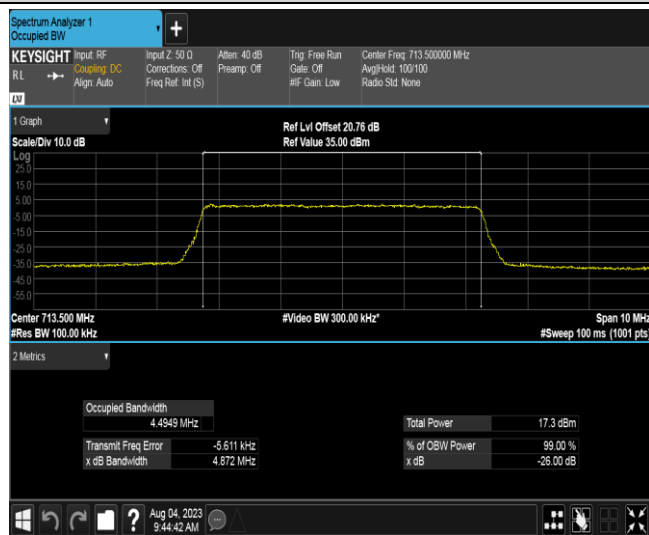 Spectrum Analyzer 1
Occupied BW
+
KEYSIGHT
RL
LXI
Input: RF
Coupling: DC
Align: Auto
Input Z: 50 Ω
Corrections: Off
Freq Ref: Int (S)
Atten: 40 dB
Preamp: Off
Trig: Free Run
Gate: Off
#IF Gain: Low
Center Freq: 713.500000 MHz
Avg|Hold: 100/100
Radio Std: None
1 Graph
Scale/Div 10.0 dB
Ref Lvl Offset 20.76 dB
Ref Value 35.00 dBm
Log
25.0
15.0
5.00
-5.00
-15.0
-25.0
-35.0
-45.0
-55.0
Center 713.500 MHz
#Res BW 100.00 kHz
#Video BW 300.00 kHz*
Span 10 MHz
#Sweep 100 ms (1001 pts)
2 Metrics
Occupied Bandwidth
4.4949 MHz
Transmit Freq Error -5.611 kHz
x dB Bandwidth 4.872 MHz
Total Power 17.3 dBm
% of OBW Power 99.00 %
x dB -26.00 dB
?
Aug 04, 2023
9:44:42 AM